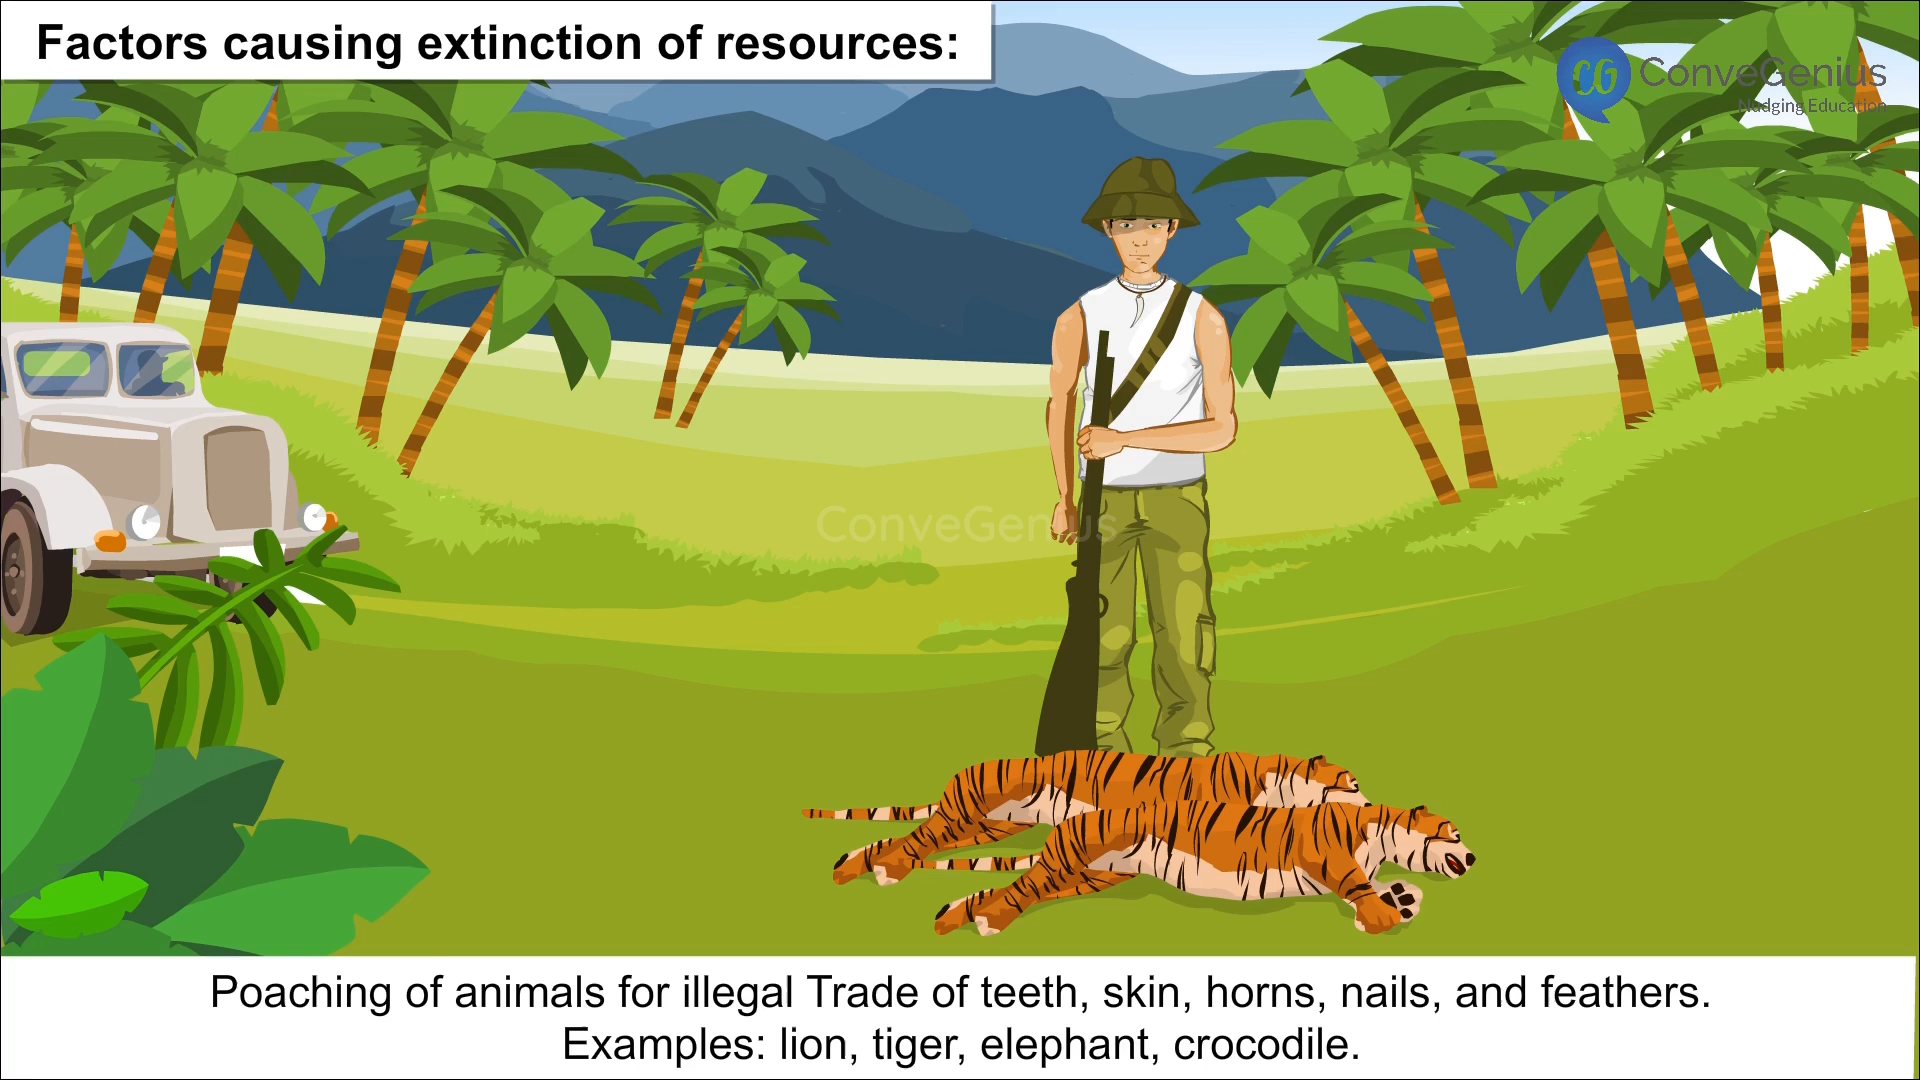 Factors causing extinction of resources:
CG ConveGenius
Nudging Education
ConveGenius
Poaching of animals for illegal Trade of teeth, skin, horns, nails, and feathers.
Examples: lion, tiger, elephant, crocodile.